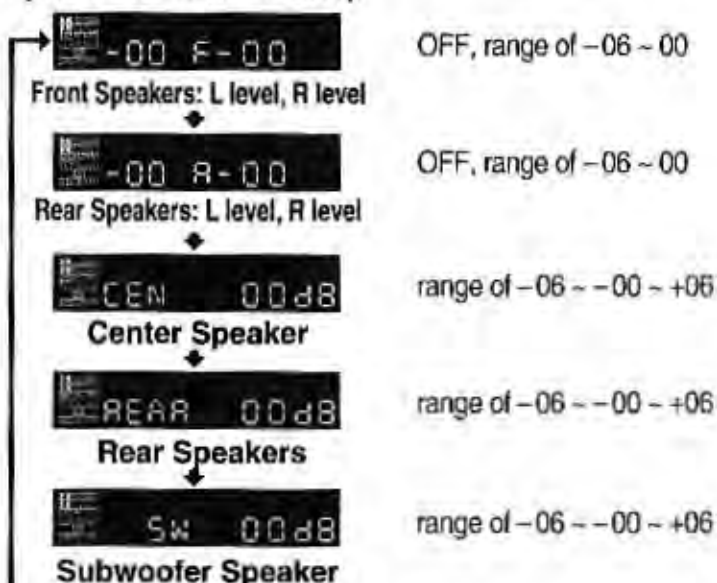 -00 F-00 OFF, range of –06 ~ 00
Front Speakers: L level, R level
-00 R-00 OFF, range of –06 ~ 00
Rear Speakers: L level, R level
CEN 00dB range of –06 ~ –00 ~ +06
Center Speaker
REAR 00dB range of –06 ~ –00 ~ +06
Rear Speakers
SW 00dB range of –06 ~ –00 ~ +06
Subwoofer Speaker